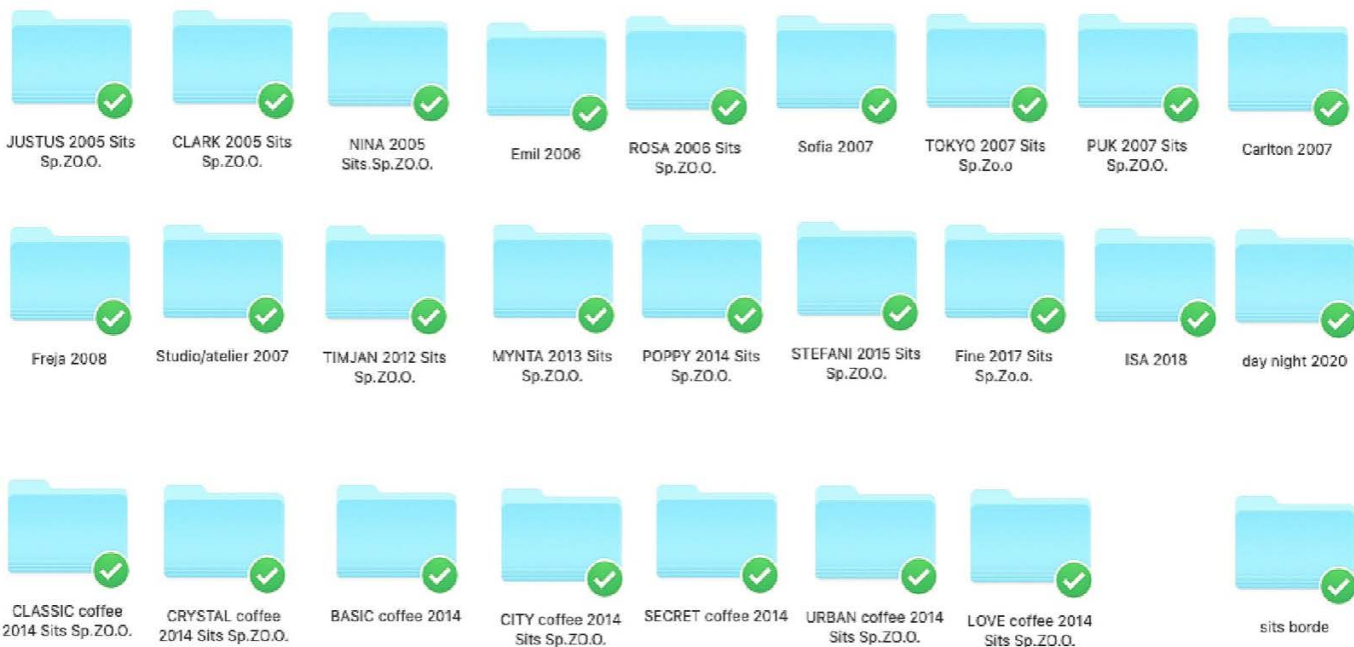 JUSTUS 2005 Sits
Sp.ZO.O.
CLARK 2005 Sits
Sp.ZO.O.
NINA 2005
Sits.Sp.ZO.O.
Emil 2006
ROSA 2006 Sits
Sp.ZO.O.
Sofia 2007
TOKYO 2007 Sits
Sp.Zo.o
PUK 2007 Sits
Sp.ZO.O.
Carlton 2007
Freja 2008
Studio/atelier 2007
TIMJAN 2012 Sits
Sp.ZO.O.
MYNTA 2013 Sits
Sp.ZO.O.
POPPY 2014 Sits
Sp.ZO.O.
STEFANI 2015 Sits
Sp.ZO.O.
Fine 2017 Sits
Sp.Zo.o.
ISA 2018
day night 2020
CLASSIC coffee
2014 Sits Sp.ZO.O.
CRYSTAL coffee
2014 Sits Sp.ZO.O.
BASIC coffee 2014
CITY coffee 2014
Sits Sp.ZO.O.
SECRET coffee 2014
URBAN coffee 2014
Sits Sp.ZO.O.
LOVE coffee 2014
Sits Sp.ZO.O.
sits borde